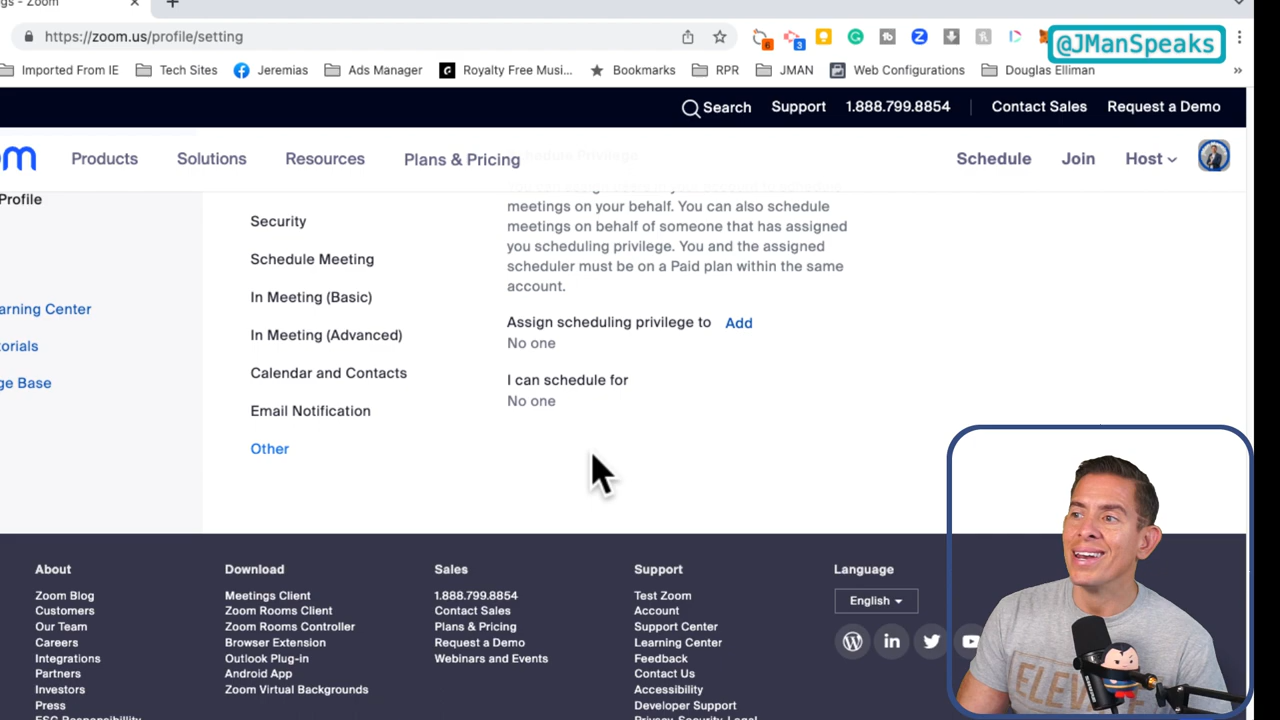 gs - Zoom
https://zoom.us/profile/setting
6
3
@JManSpeaks
Imported From IE
Tech Sites
Jeremias
AdsManager
Royalty Free Musi...
Bookmarks
RPR
JMAN
Web Configurations
Douglas Elliman
»
Search
Support
1.888.799.8854
Contact Sales
Request a Demo
om
Products
Solutions
Resources
Plans & Pricing
Schedule
Join
Host
Profile
arning Center
torials
ge Base
Security
Schedule Meeting
In Meeting (Basic)
In Meeting (Advanced)
Calendar and Contacts
Email Notification
Other
meetings on your behalf. You can also schedule
meetings on behalf of someone that has assigned
you scheduling privilege. You and the assigned
scheduler must be on a Paid plan within the same
account.
Assign scheduling privilege to Add
No one
I can schedule for
No one
About
Zoom Blog
Customers
Our Team
Careers
Integrations
Partners
Investors
Press
Download
Meetings Client
Zoom Rooms Client
Zoom Rooms Controller
Browser Extension
Outlook Plug-in
Android App
Zoom Virtual Backgrounds
Sales
1.888.799.8854
Contact Sales
Plans & Pricing
Request a Demo
Webinars and Events
Support
Test Zoom
Account
Support Center
Learning Center
Feedback
Contact Us
Accessibility
Developer Support
Language
English
SHURE